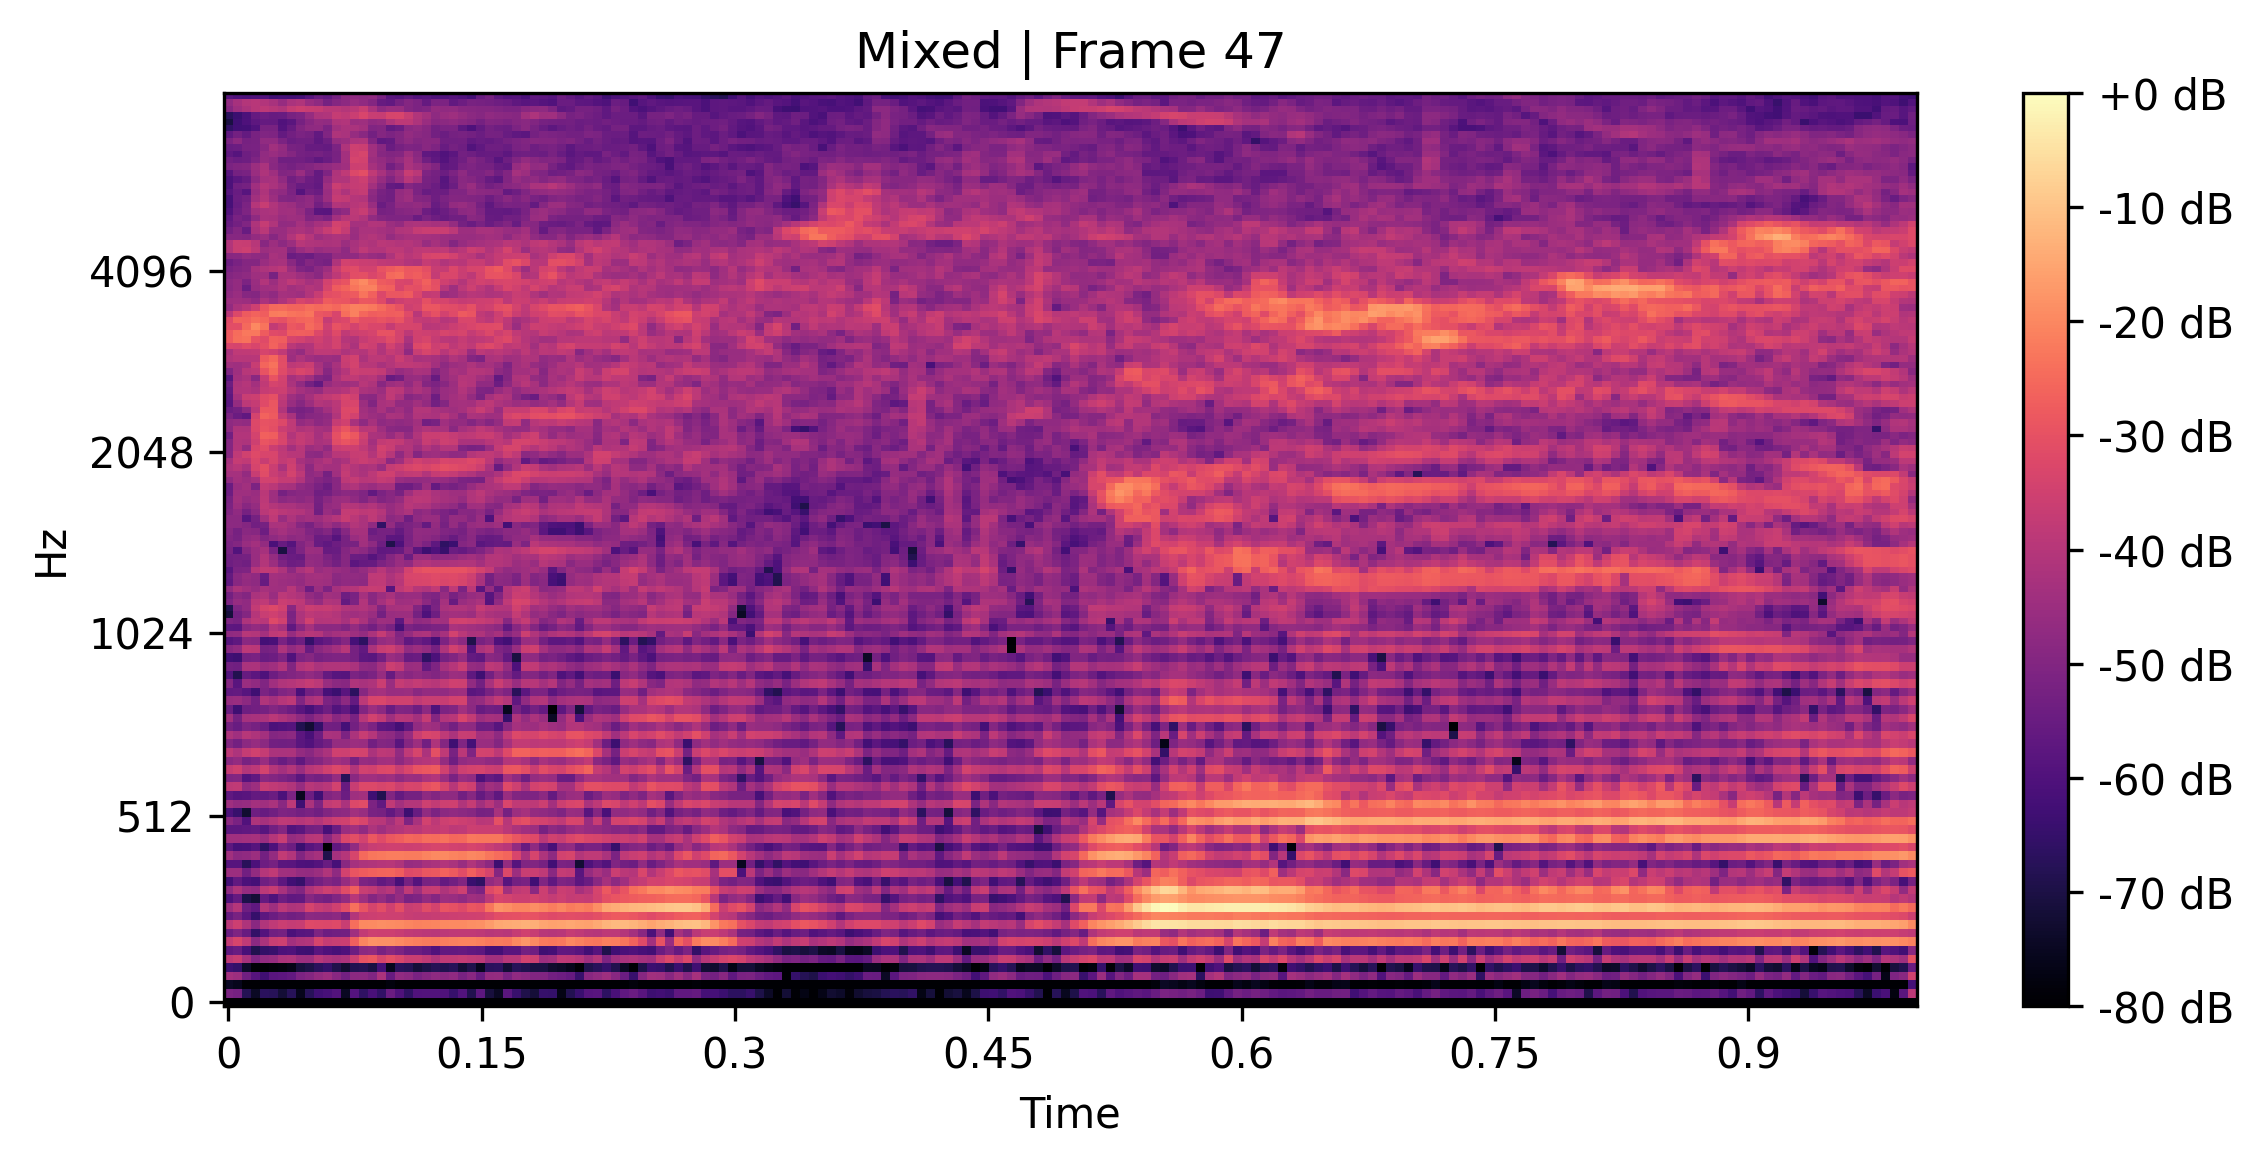 Mixed | Frame 47
Hz
4096
2048
1024
512
0
0 0.15 0.3 0.45 0.6 0.75 0.9
Time
+0 dB
-10 dB
-20 dB
-30 dB
-40 dB
-50 dB
-60 dB
-70 dB
-80 dB